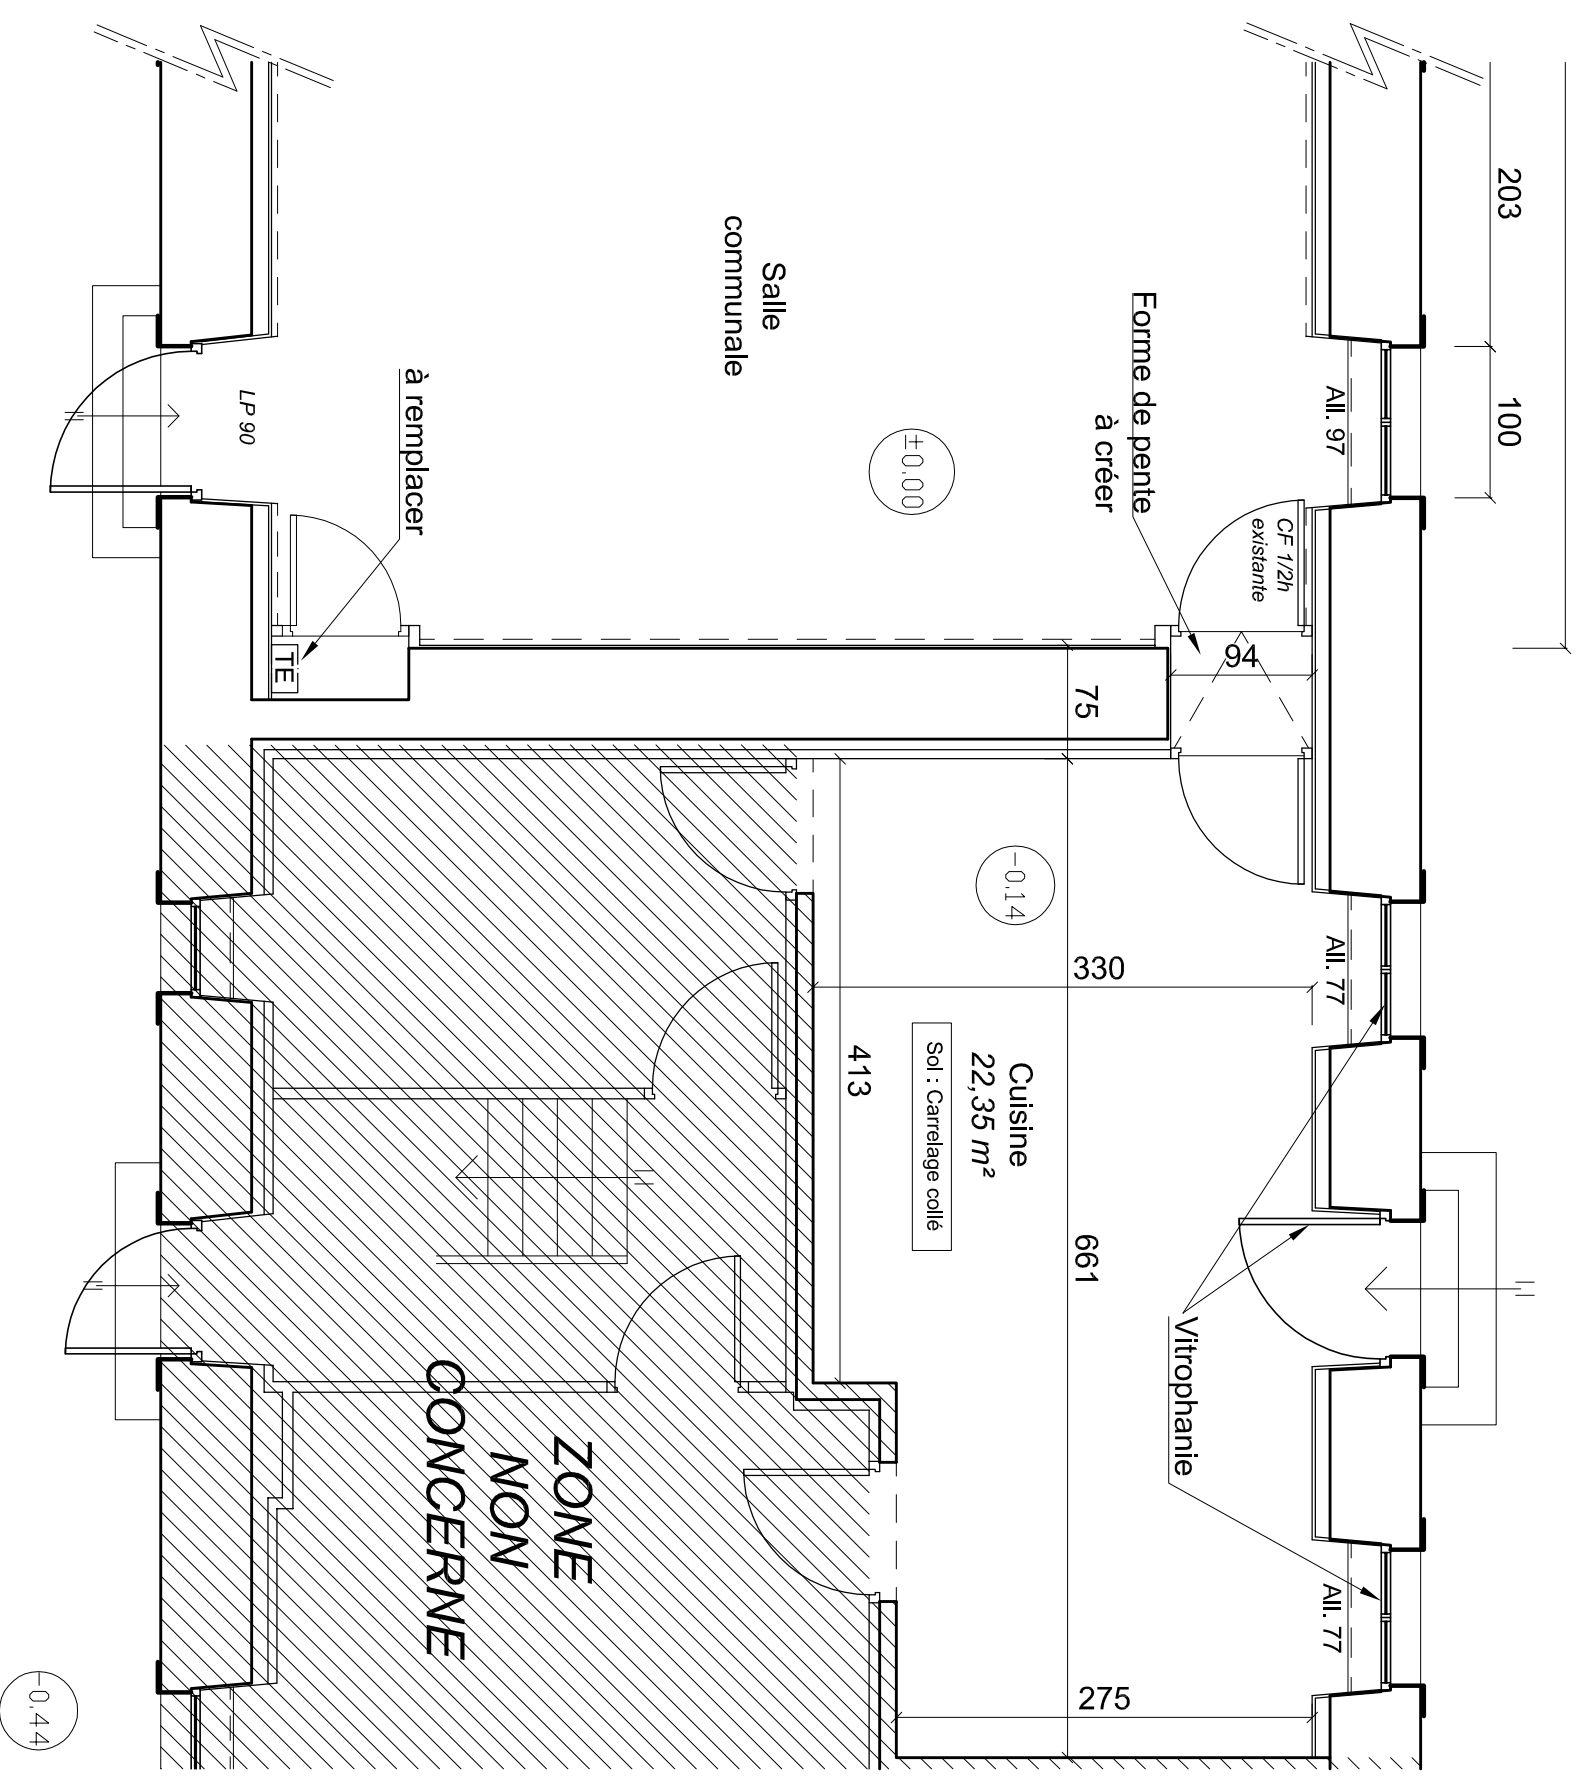 203
100
All. 97
CF 1/2h
existante
94
Forme de pente
à créer
±0,00
Salle
communale
à remplacer
LP 90
TE
75
-0,14
330
All. 77
413
Cuisine
22,35 m²
Sol : Carrelage collé
661
Vitrophanie
All. 77
275
ZONE
NON
CONCERNE
-0,44